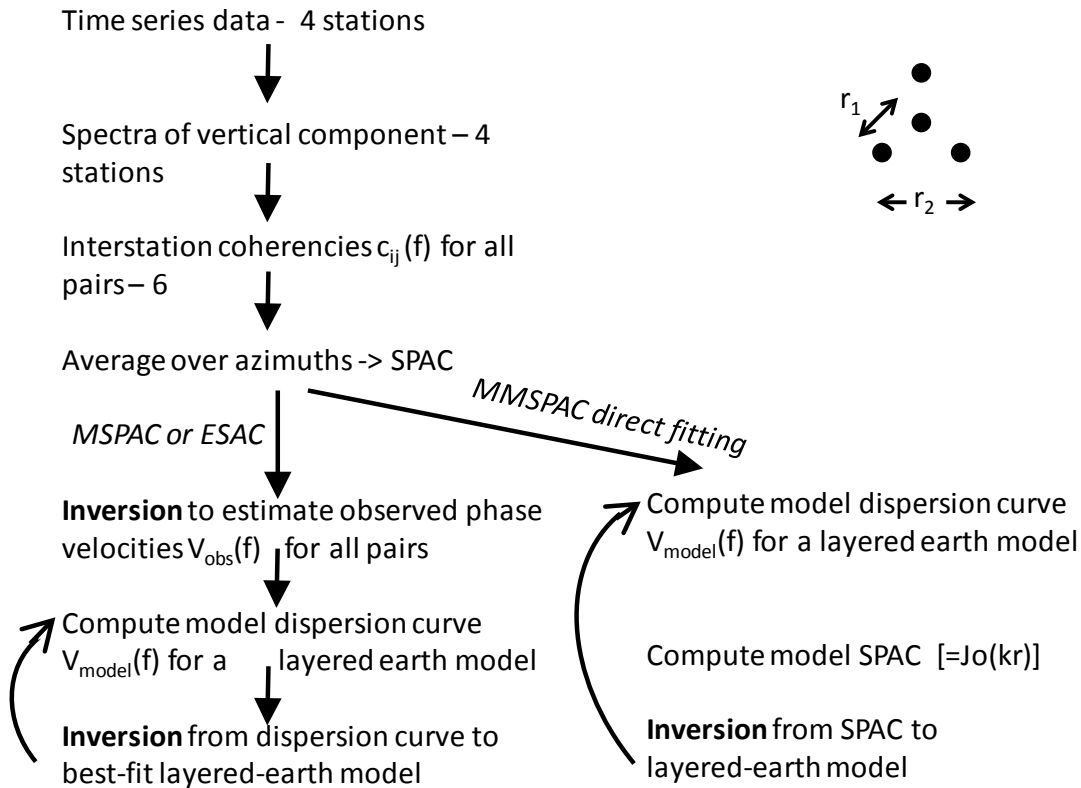 Time series data - 4 stations
r1
Spectra of vertical component – 4
stations
r2
Interstation coherencies cij (f) for all
pairs – 6
Average over azimuths -> SPAC
MMSPAC direct fitting
MSPAC or ESAC
Inversion to estimate observed phase
velocities Vobs(f) for all pairs
Compute model dispersion curve
Vmodel(f) for a layered earth model
Inversion from dispersion curve to
best-fit layered-earth model
Compute model dispersion curve
Vmodel(f) for a layered earth model
Compute model SPAC [=Jo(kr)]
Inversion from SPAC to
layered-earth model